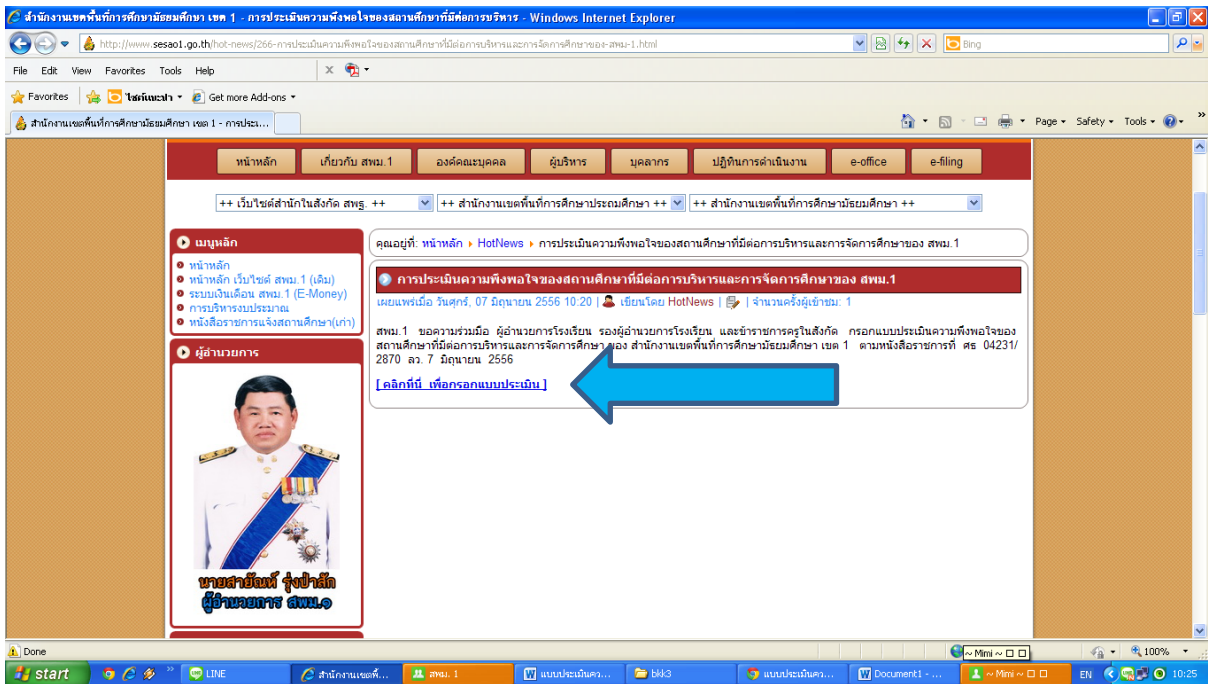 สำนักงานเขตพื้นที่การศึกษามัธยมศึกษา เขต 1 - การประเมินความพึงพอใจของสถานศึกษาที่มีต่อการบริหาร - Windows Internet Explorer
http://www.sesao1.go.th/hot-news/266-การประเมินความพึงพอใจของสถานศึกษาที่มีต่อการบริหารและการจัดการศึกษาของ-สพม-1.html
Bing
File Edit View Favorites Tools Help
X
Favorites ไซต์แนะนำ Get more Add-ons
สำนักงานเขตพื้นที่การศึกษามัธยมศึกษา เขต 1 - การประเ...
Page Safety Tools
หน้าหลัก เกี่ยวกับ สพม.1 องค์คณะบุคคล ผู้บริหาร บุคลากร ปฏิทินการดำเนินงาน e-office e-filing
++ เว็บไซต์สำนักในสังกัด สพฐ. ++ ++ สำนักงานเขตพื้นที่การศึกษาประถมศึกษา ++ ++ สำนักงานเขตพื้นที่การศึกษามัธยมศึกษา ++
เมนูหลัก
หน้าหลัก
หน้าหลัก เว็บไซต์ สพม.1 (เดิม)
ระบบเงินเดือน สพม.1 (E-Money)
การบริหารงบประมาณ
หนังสือราชการแจ้งสถานศึกษา(เก่า)
ผู้อำนวยการ
นายสายัณห์ รุ่งป่าสัก
ผู้อำนวยการ สพม.๑
คุณอยู่ที่: หน้าหลัก HotNews การประเมินความพึงพอใจของสถานศึกษาที่มีต่อการบริหารและการจัดการศึกษาของ สพม.1
การประเมินความพึงพอใจของสถานศึกษาที่มีต่อการบริหารและการจัดการศึกษาของ สพม.1
เผยแพร่เมื่อ วันศุกร์, 07 มิถุนายน 2556 10:20 | เขียนโดย HotNews | | จำนวนครั้งผู้เข้าชม: 1
สพม.1 ขอความร่วมมือ ผู้อำนวยการโรงเรียน รองผู้อำนวยการโรงเรียน และข้าราชการครูในสังกัด กรอกแบบประเมินความพึงพอใจของ
สถานศึกษาที่มีต่อการบริหารและการจัดการศึกษา ของ สำนักงานเขตพื้นที่การศึกษามัธยมศึกษา เขต 1 ตามหนังสือราชการที่ ศธ 04231/
2870 ลว. 7 มิถุนายน 2556
[ คลิกที่นี่ เพื่อกรอกแบบประเมิน ]
Done
~ Mimi ~
100%
start
LINE
สำนักงานเขตพื้...
สพม. 1
แบบประเมินคว...
bkk3
แบบประเมินคว...
Document1 - ...
~ Mimi ~
EN
10:25